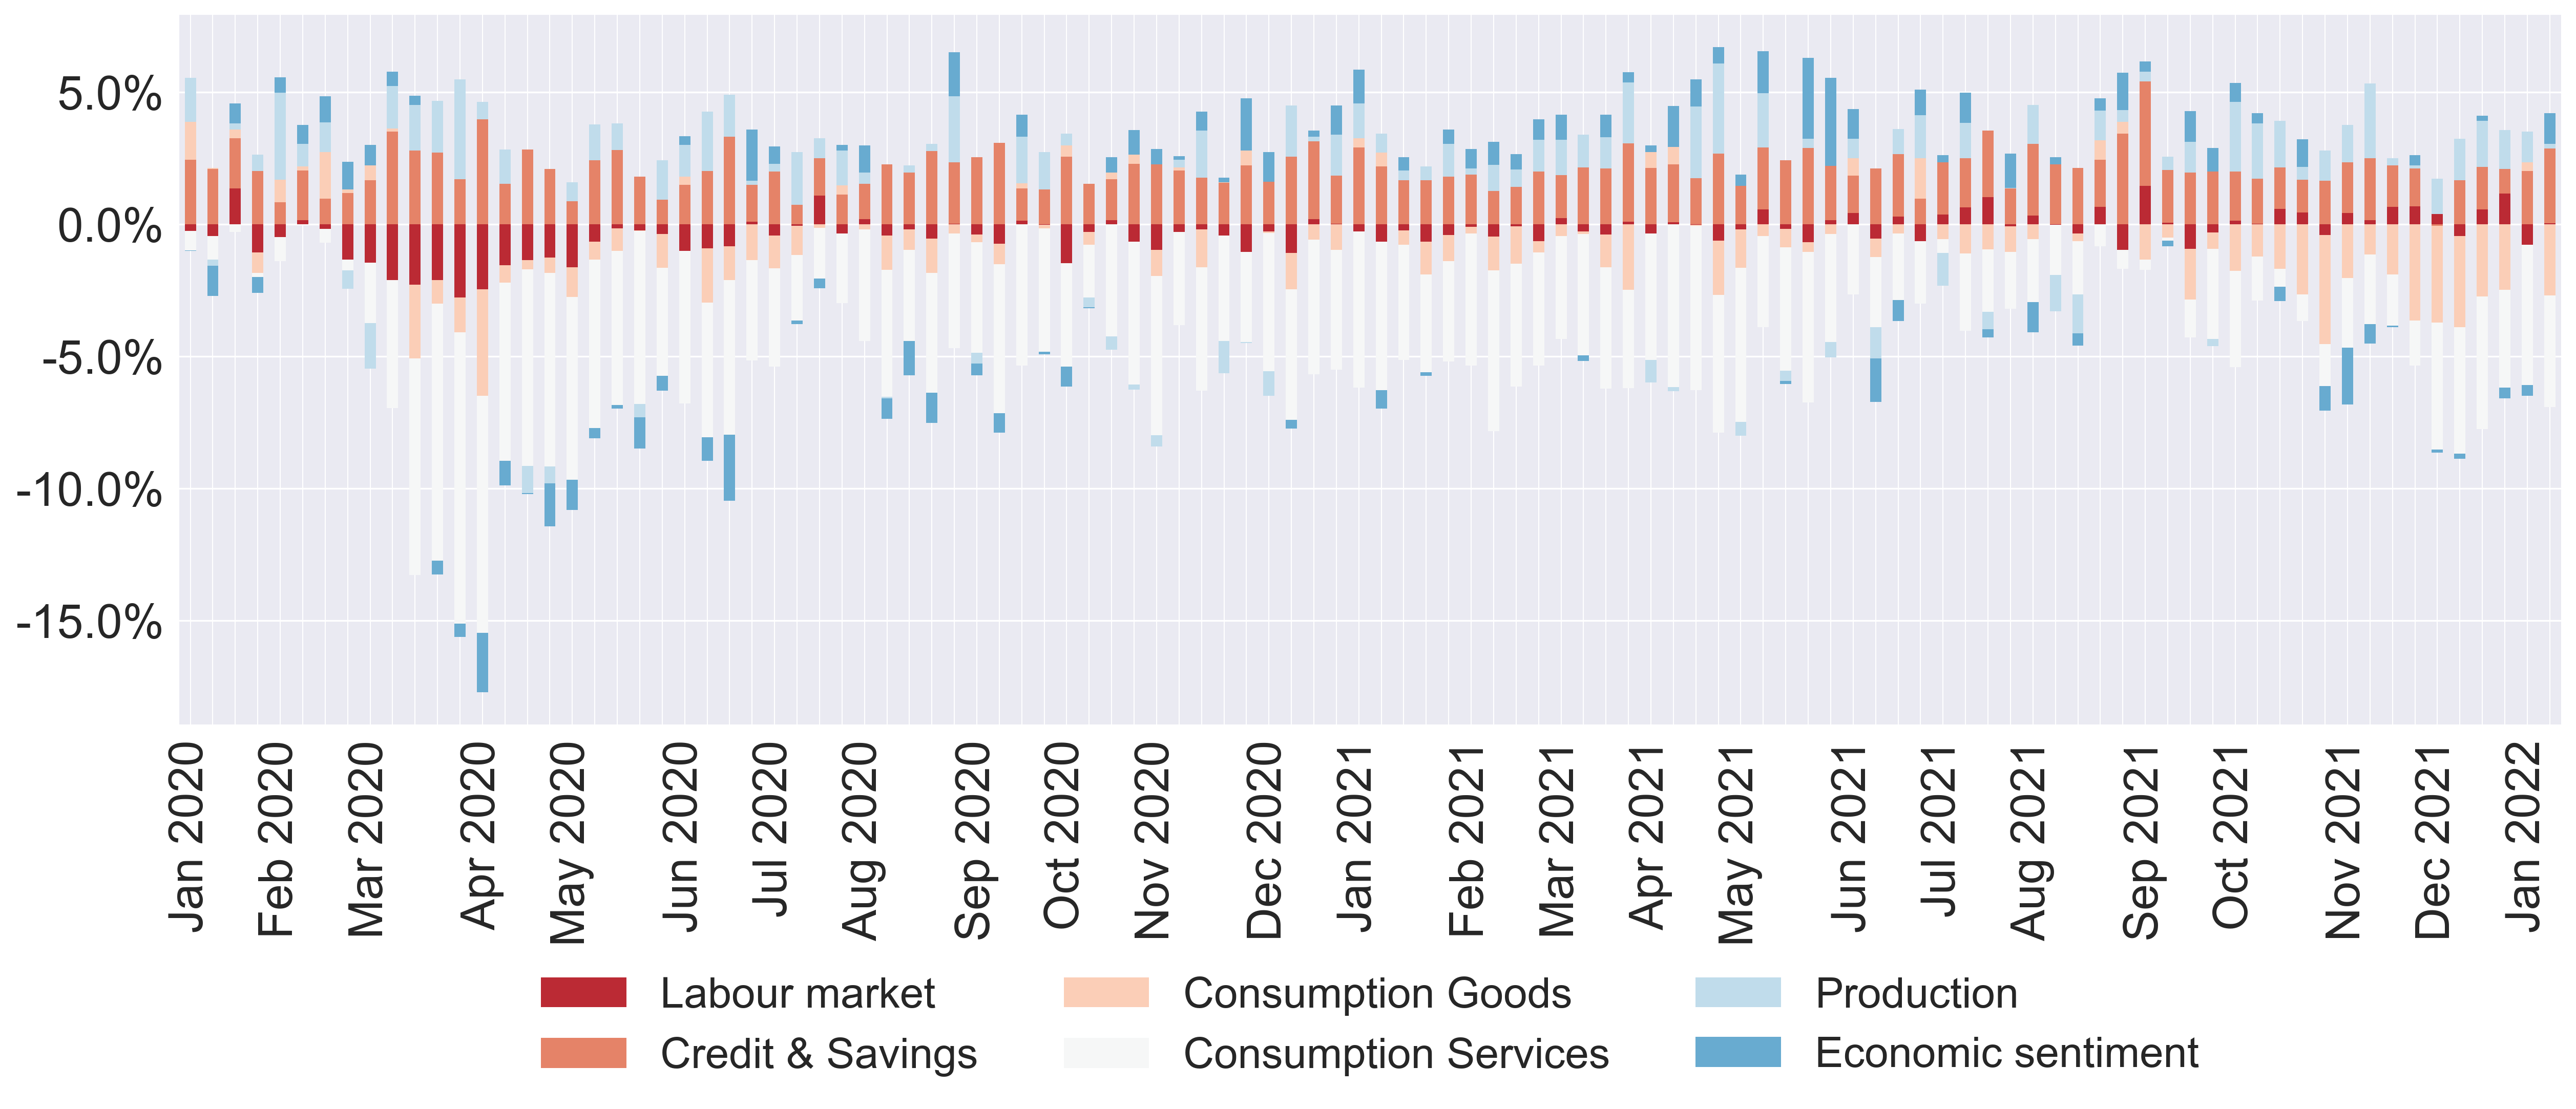 5.0%
0.0%
-5.0%
-10.0%
-15.0%
Jan 2020
Feb 2020
Mar 2020
Apr 2020
May 2020
Jun 2020
Jul 2020
Aug 2020
Sep 2020
Oct 2020
Nov 2020
Dec 2020
Jan 2021
Feb 2021
Mar 2021
Apr 2021
May 2021
Jun 2021
Jul 2021
Aug 2021
Sep 2021
Oct 2021
Nov 2021
Dec 2021
Jan 2022
Labour market
Credit & Savings
Consumption Goods
Consumption Services
Production
Economic sentiment